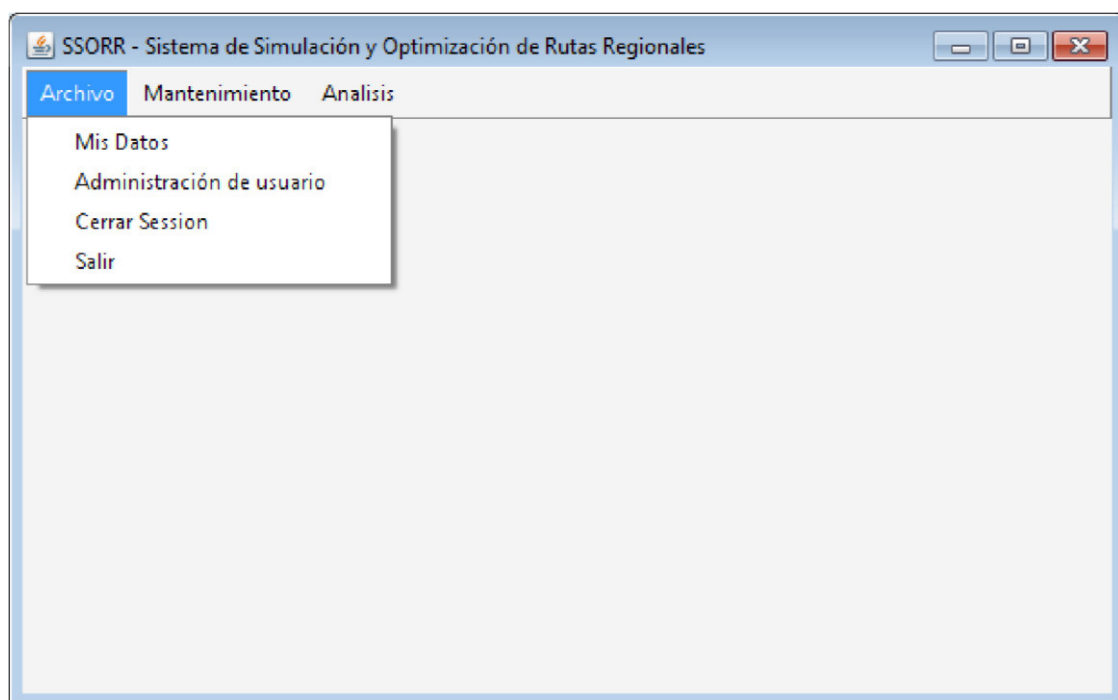 SSORR - Sistema de Simulación y Optimización de Rutas Regionales
Archivo Mantenimiento Analisis
Mis Datos
Administración de usuario
Cerrar Session
Salir